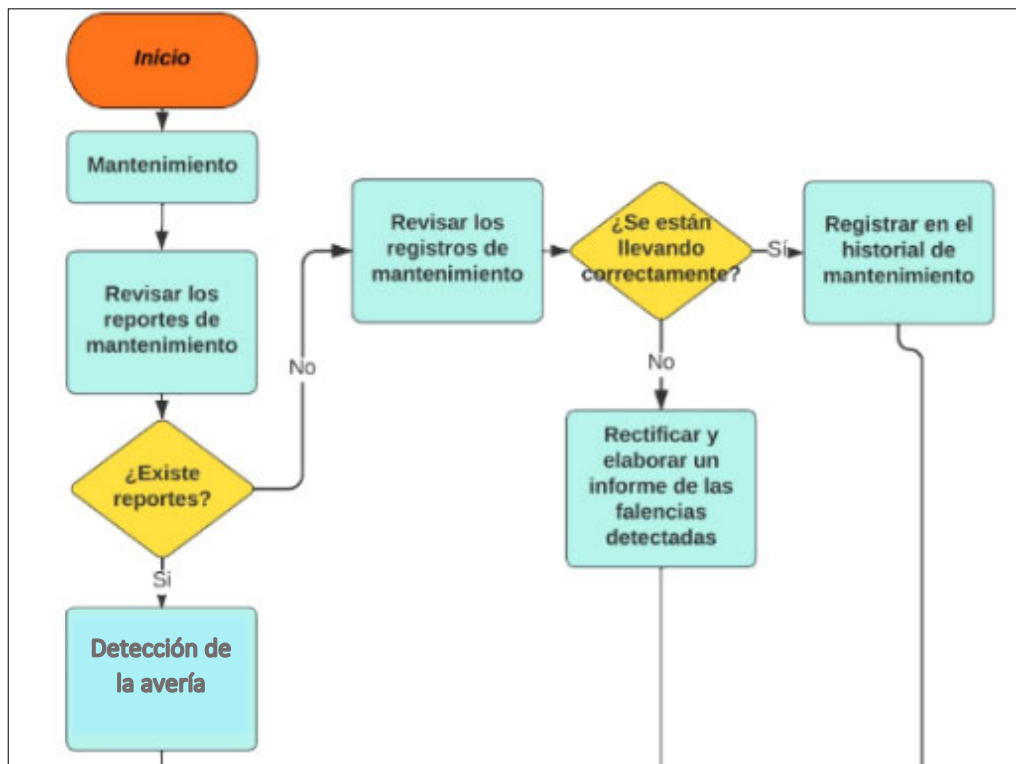 Inicio
Mantenimiento
Revisar los
reportes de
mantenimiento
¿Existe
reportes?
Si
Detección de
la avería
No
Revisar los
registros de
mantenimiento
¿Se están
llevando
correctamente?
Sí
Registrar en el
historial de
mantenimiento
No
Rectificar y
elaborar un
informe de las
falencias
detectadas